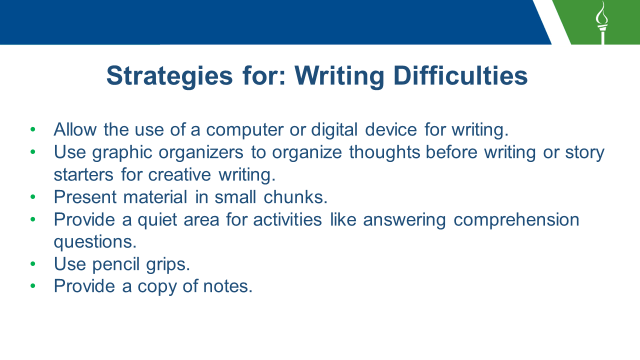 Strategies for: Writing Difficulties
• Allow the use of a computer or digital device for writing.
• Use graphic organizers to organize thoughts before writing or story
starters for creative writing.
• Present material in small chunks.
• Provide a quiet area for activities like answering comprehension
questions.
• Use pencil grips.
• Provide a copy of notes.